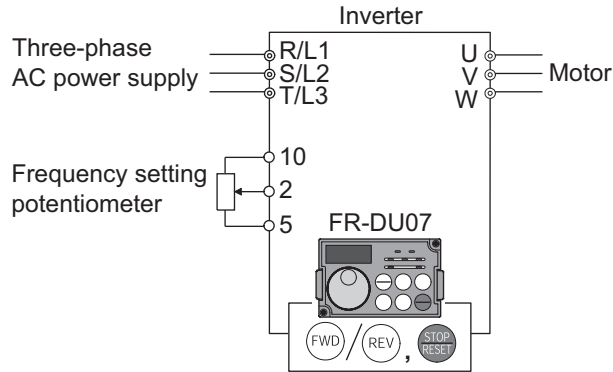 Inverter
Three-phase
AC power supply
R/L1
S/L2
T/L3
U
V
W
Motor
Frequency setting
potentiometer
10
2
5
FR-DU07
FWD / REV , STOP
RESET